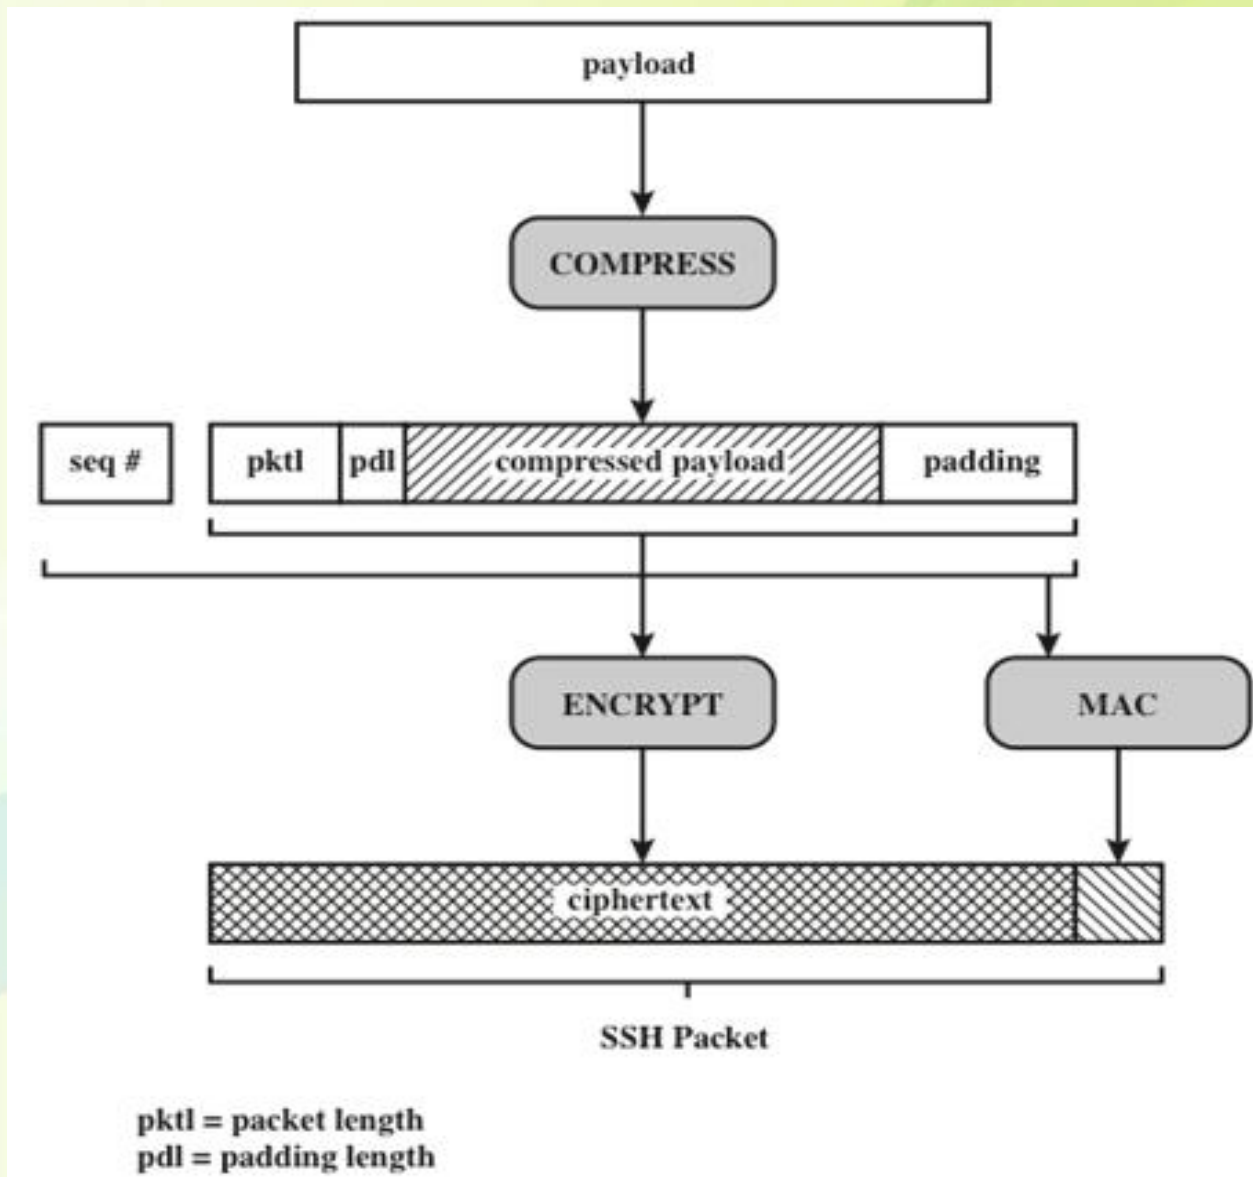 payload
COMPRESS
seq # pktl pdl compressed payload padding
ENCRYPT MAC
ciphertext
SSH Packet
pktl = packet length
pdl = padding length